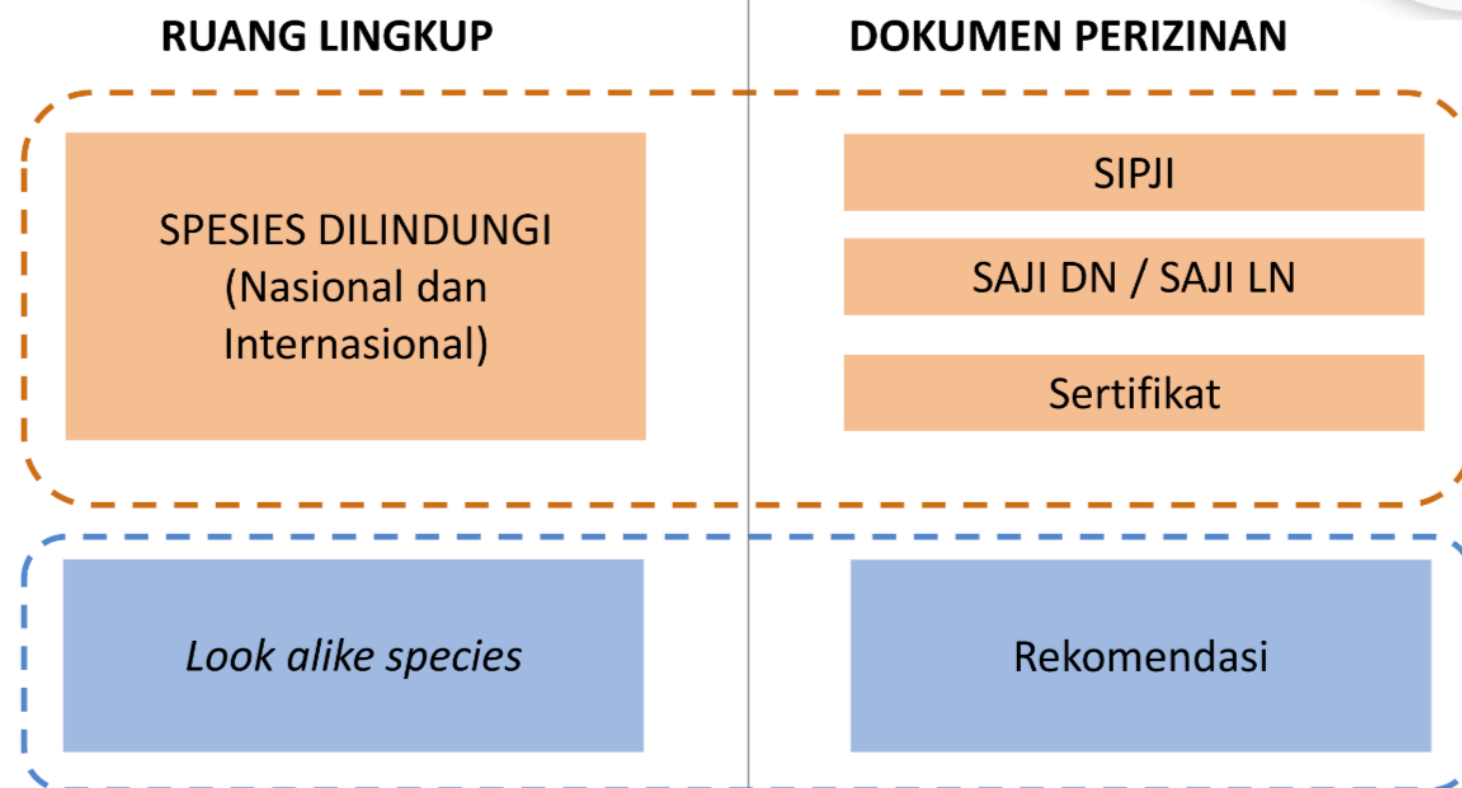 RUANG LINGKUP
DOKUMEN PERIZINAN
SPESIES DILINDUNGI
(Nasional dan
Internasional)
SIPJI
SAJI DN / SAJI LN
Sertifikat
Look alike species
Rekomendasi